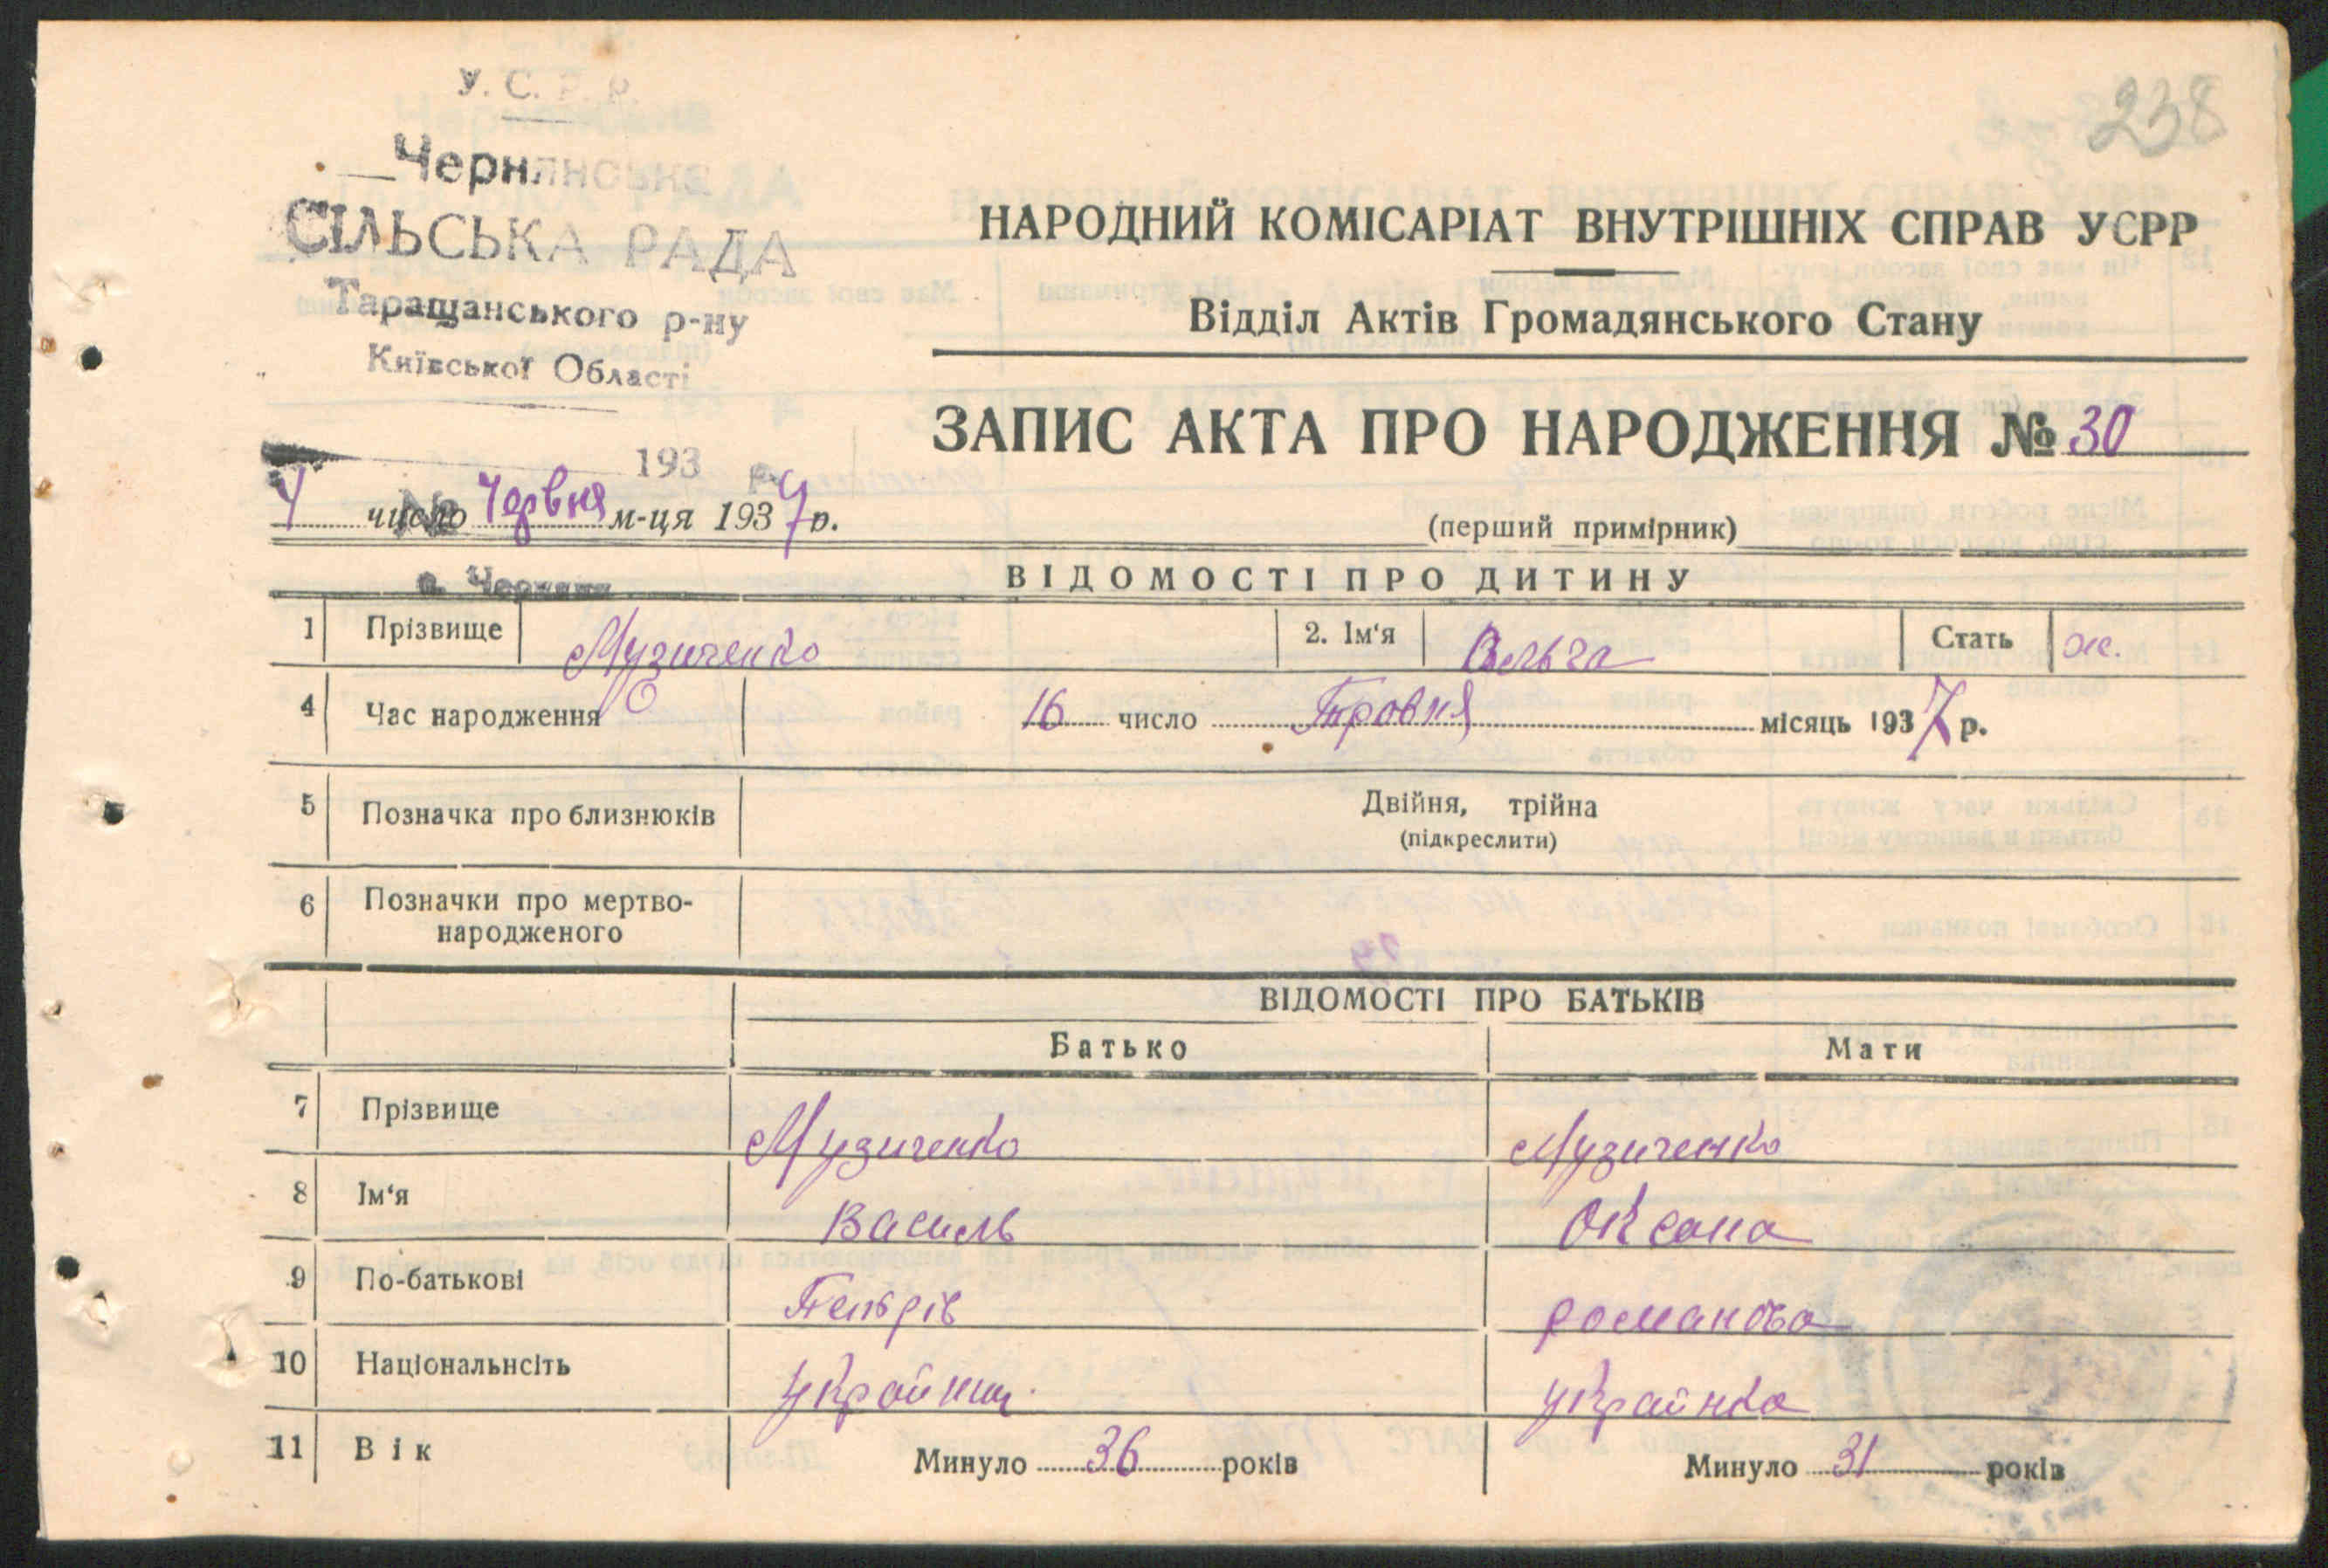 238
У. С. Р. Р.
Чернянська
СІЛЬСЬКА РАДА
Таращанського р-ну
Київської Області
НАРОДНИЙ КОМІСАРІАТ ВНУТРІШНІХ СПРАВ УСРР
Відділ Актів Громадянського Стану
ЗАПИС АКТА ПРО НАРОДЖЕННЯ № 30
193 р.
4 число Червня м-ця 1937 р.
(перший примірник)
ВІДОМОСТІ ПРО ДИТИНУ
1 Прізвище Музиченко 2. Ім'я Вльга Стать ж.
4 Час народження 16 число Тровня місяць 1937 р.
5 Позначка про близнюків Двійня, трійна
(підкреслити)
6 Позначки про мертво-
народженого
ВІДОМОСТІ ПРО БАТЬКІВ
Батько Мати
7 Прізвище Музиченко Музиченко
8 Ім'я Василь Оксана
9 По-батькові Петрів романова
10 Національнсіть українц. українка
11 Вік Минуло 36 років Минуло 31 років